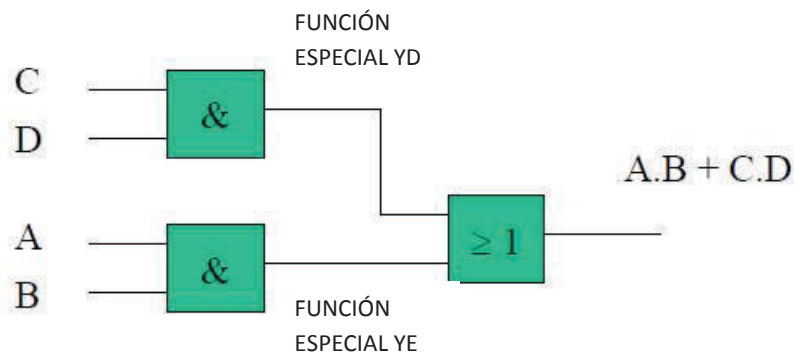 FUNCIÓN
ESPECIAL YD
C
D
&
A.B + C.D
A
B
&
≥ 1
FUNCIÓN
ESPECIAL YE